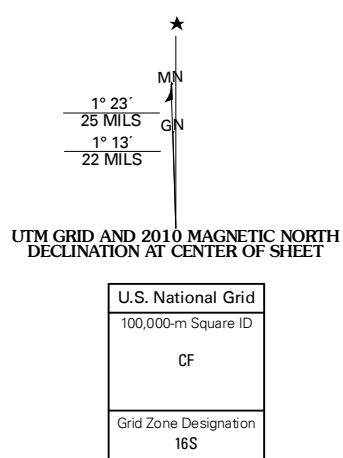 ★
MN
1° 23´
25 MILS
GN
1° 13´
22 MILS
UTM GRID AND 2010 MAGNETIC NORTH
DECLINATION AT CENTER OF SHEET
U.S. National Grid
100,000-m Square ID
CF
Grid Zone Designation
16S